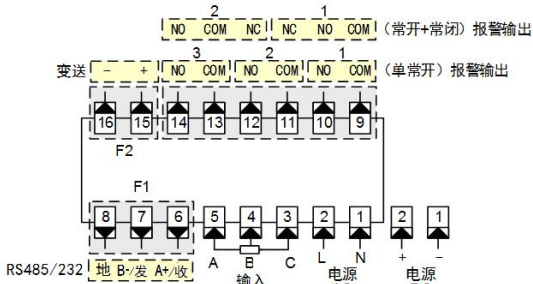 2 1
NO COM NC NC NO COM (常开+常闭)报警输出
3 2 1
变送 − + NO COM NO COM NO COM (单常开)报警输出
16 15 14 13 12 11 10 9
F2
F1
8 7 6 5 4 3 2 1 2 1
RS485/232 地 B-/发 A+/收 A B C L N + −
输入 电源 电源